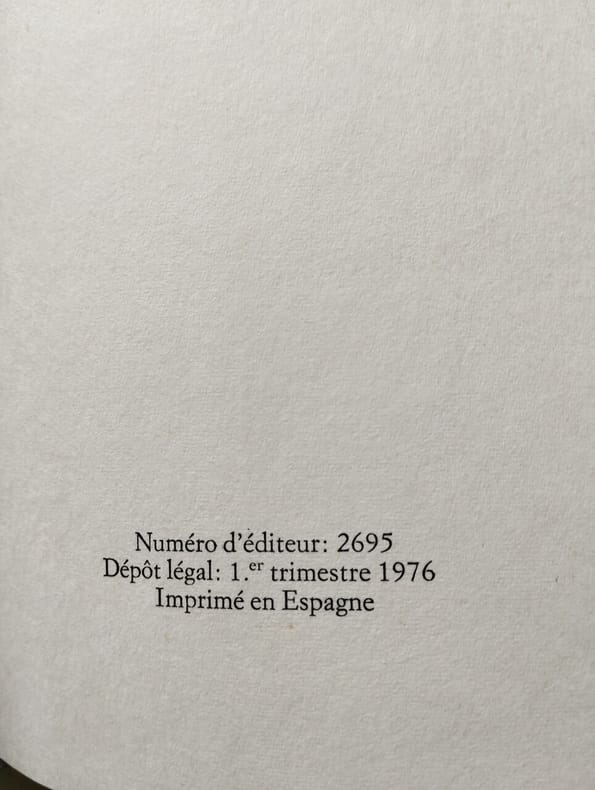 Numéro d'éditeur: 2695
Dépôt légal: 1.er trimestre 1976
Imprimé en Espagne